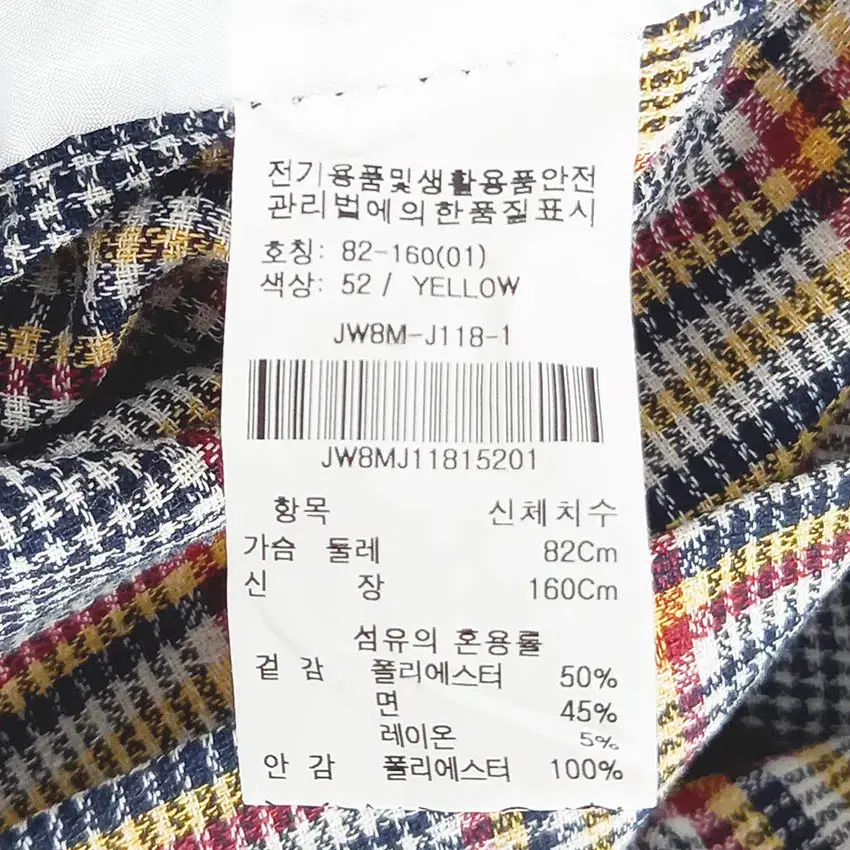 전기용품및생활용품안전
관리법에의한품질표시
호칭: 82-160(01)
색상: 52 / YELLOW
JW8M-J118-1
JW8MJ11815201
항목 신체치수
가슴 둘레 82Cm
신 장 160Cm
섬유의 혼용률
겉 감 폴리에스터 50%
면 45%
레이온 5%
안 감 폴리에스터 100%